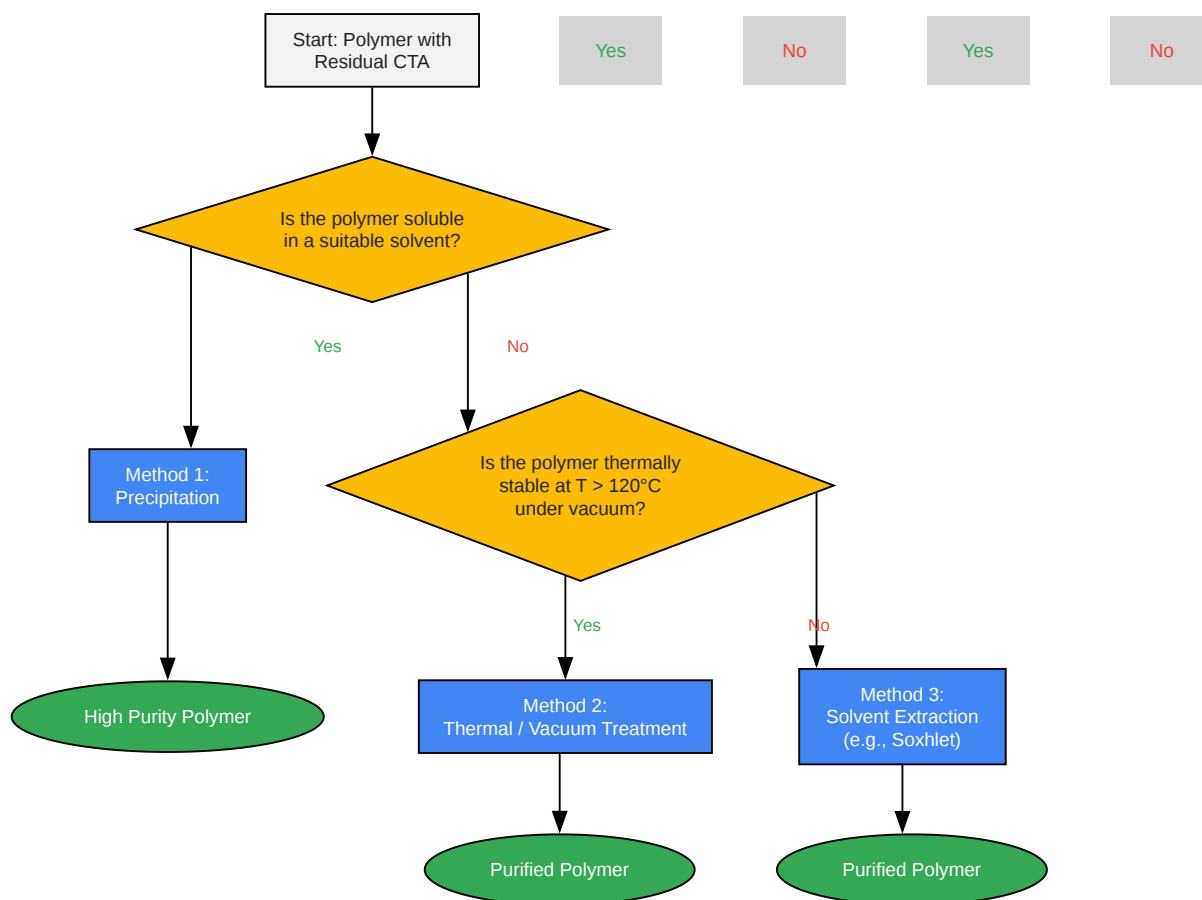 Start: Polymer with
Residual CTA
Yes
No
Yes
No
Is the polymer soluble
in a suitable solvent?
Yes
No
Is the polymer thermally
stable at T > 120°C
under vacuum?
Method 1:
Precipitation
Yes
No
Method 2:
Thermal / Vacuum Treatment
Method 3:
Solvent Extraction
(e.g., Soxhlet)
High Purity Polymer
Purified Polymer
Purified Polymer